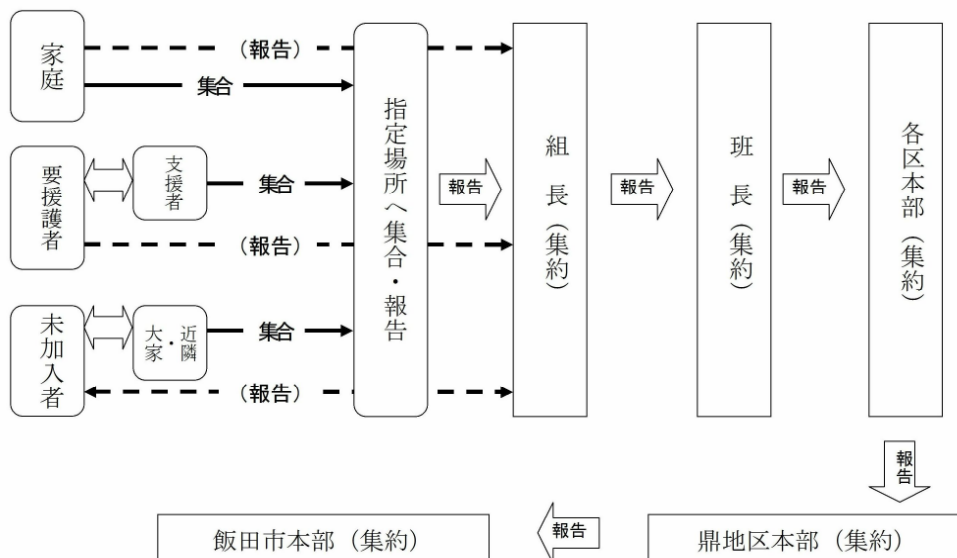 家庭
(報告)
集合
要援護者
支援者
集合
(報告)
未加入者
大家・近隣
集合
(報告)
指定場所へ集合・報告
報告
組長(集約)
報告
班長(集約)
報告
各区本部(集約)
報告
鼎地区本部(集約)
報告
飯田市本部(集約)